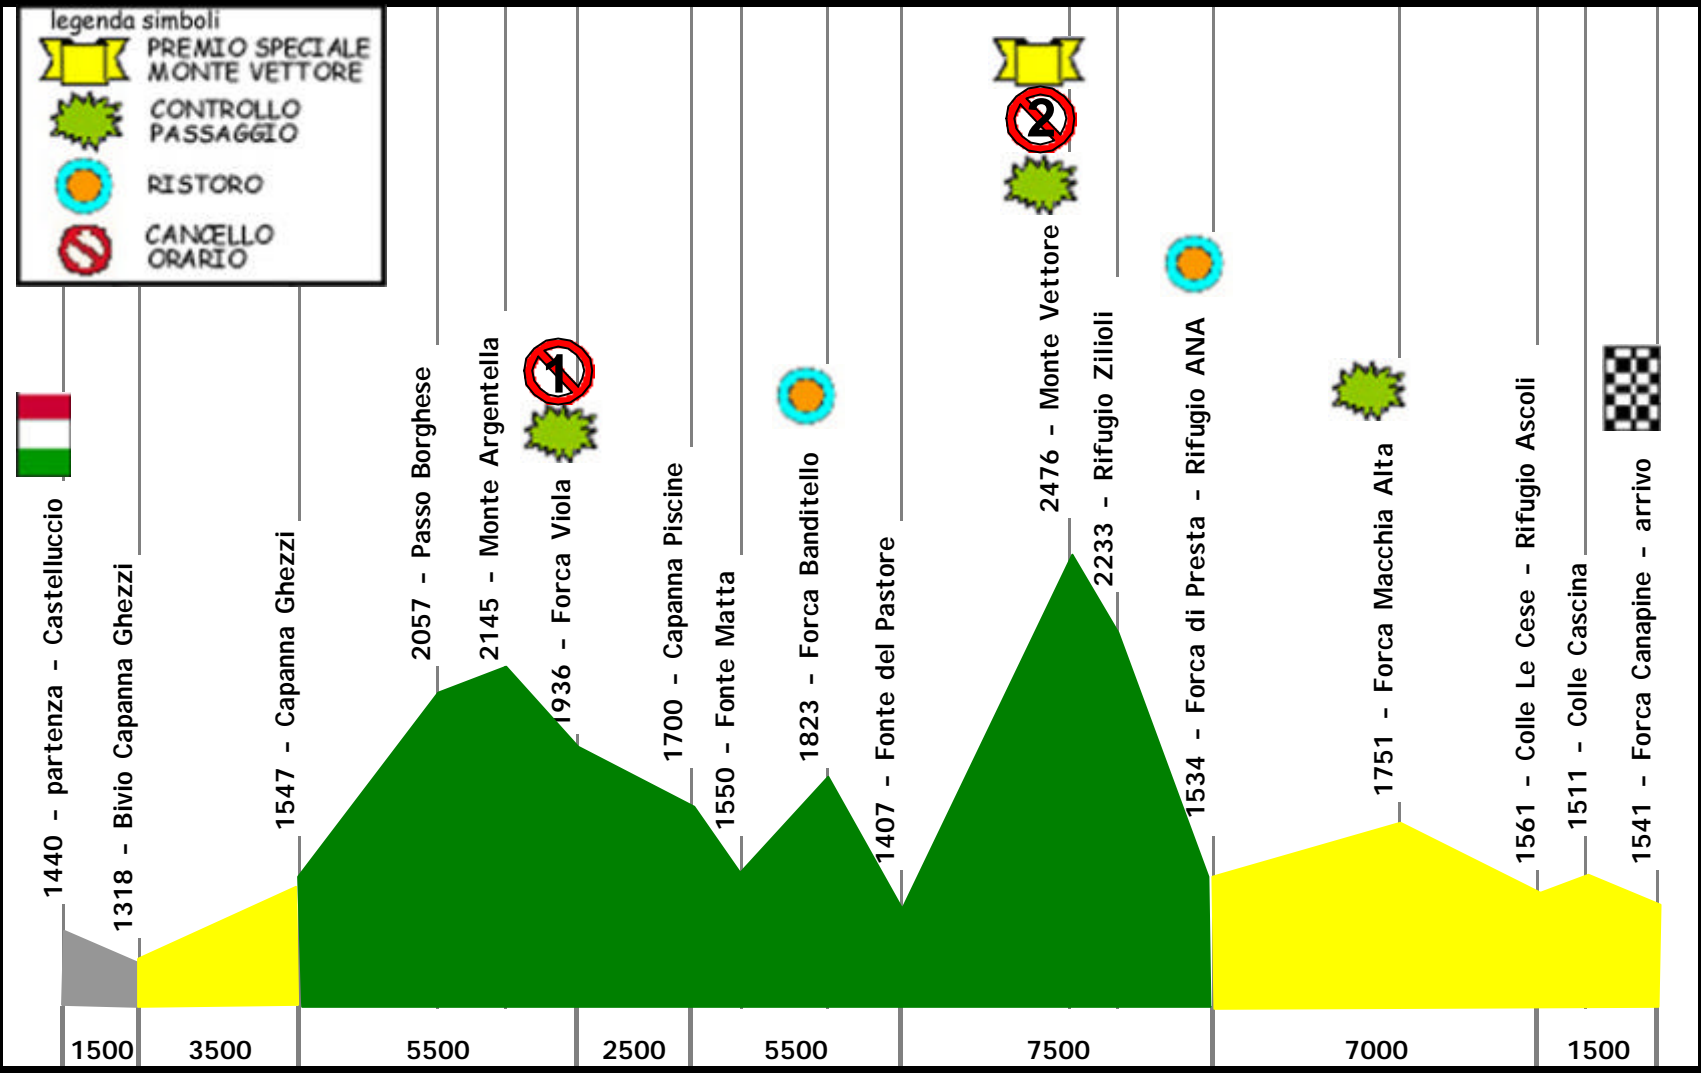 legenda simboli
PREMIO SPECIALE
MONTE VETTORE
CONTROLLO
PASSAGGIO
RISTORO
CANCELLO
ORARIO
1440 - partenza - Castelluccio
1318 - Bivio Capanna Ghezzi
1547 - Capanna Ghezzi
2057 - Passo Borghese
2145 - Monte Argentella
1
1936 - Forca Viola
1700 - Capanna Piscine
1550 - Fonte Matta
1823 - Forca Banditello
1407 - Fonte del Pastore
2
2476 - Monte Vettore
2233 - Rifugio Zilioli
1534 - Forca di Presta - Rifugio ANA
1751 - Forca Macchia Alta
1561 - Colle Le Cese - Rifugio Ascoli
1511 - Colle Cascina
1541 - Forca Canapine - arrivo
1500
3500
5500
2500
5500
7500
7000
1500